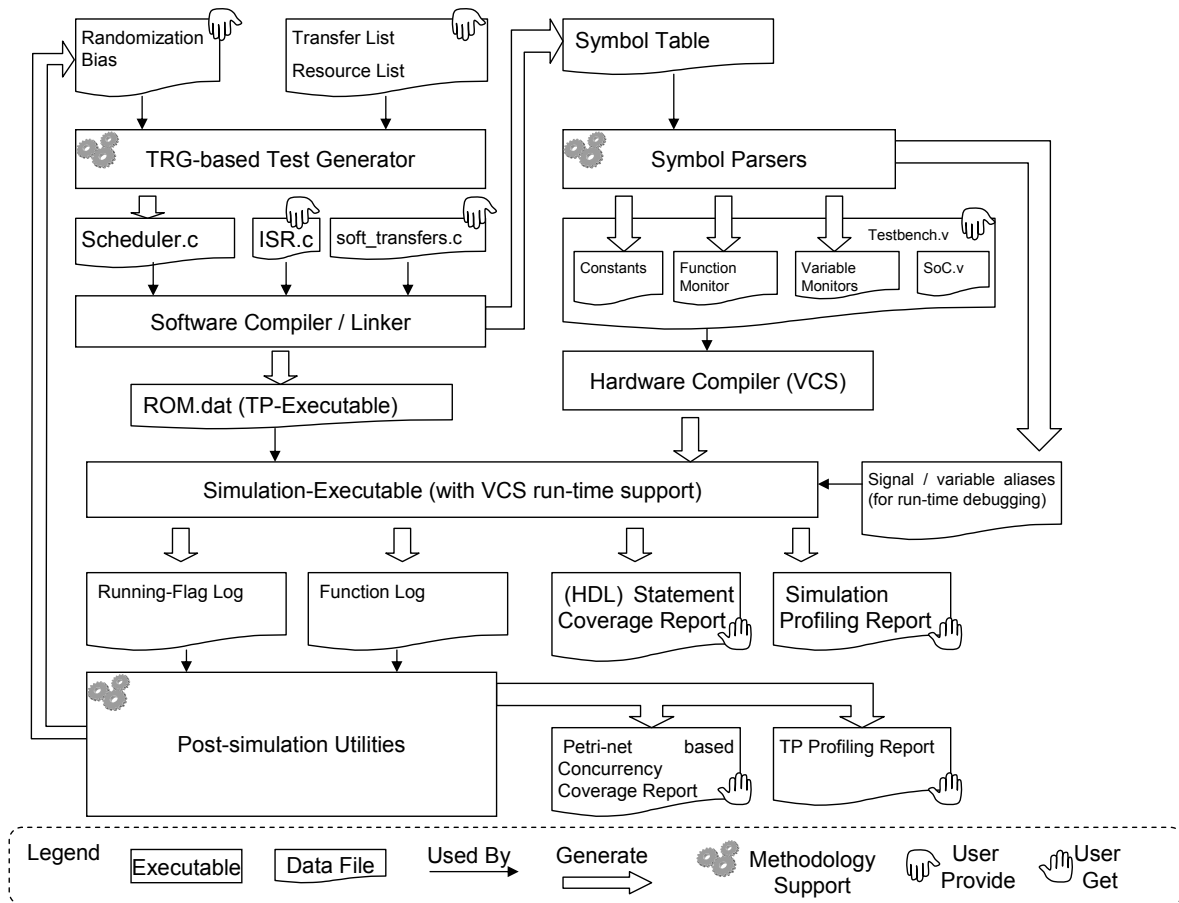 Randomization
Bias
Transfer List
Resource List
Symbol Table
TRG-based Test Generator
Symbol Parsers
Scheduler.c
ISR.c
soft_transfers.c
Testbench.v
Constants
Function
Monitor
Variable
Monitors
SoC.v
Software Compiler / Linker
Hardware Compiler (VCS)
ROM.dat (TP-Executable)
Simulation-Executable (with VCS run-time support)
Signal / variable aliases
(for run-time debugging)
Running-Flag Log
Function Log
(HDL) Statement
Coverage Report
Simulation
Profiling Report
Post-simulation Utilities
Petri-net based
Concurrency
Coverage Report
TP Profiling Report
Legend
Executable
Data File
Used By
Generate
Methodology
Support
User
Provide
User
Get